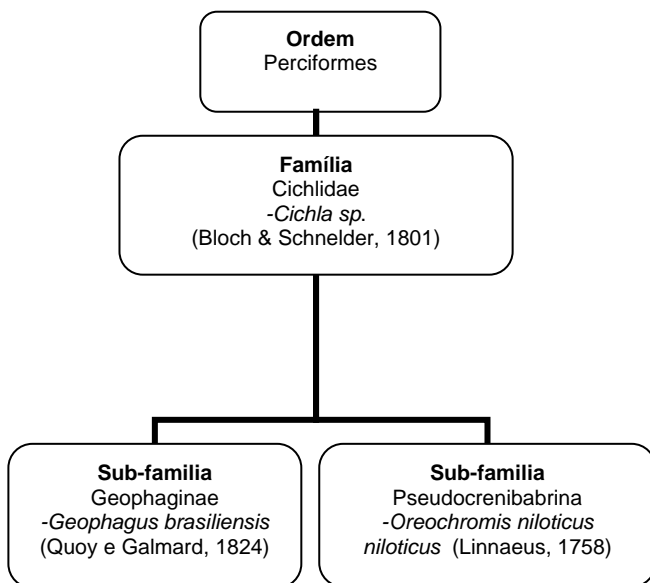 Ordem
Perciformes
Família
Cichlidae
-Cichla sp.
(Bloch & Schnelder, 1801)
Sub-familia
Geophaginae
-Geophagus brasiliensis
(Quoy e Galmard, 1824)
Sub-familia
Pseudocrenibabrina
-Oreochromis niloticus
niloticus (Linnaeus, 1758)